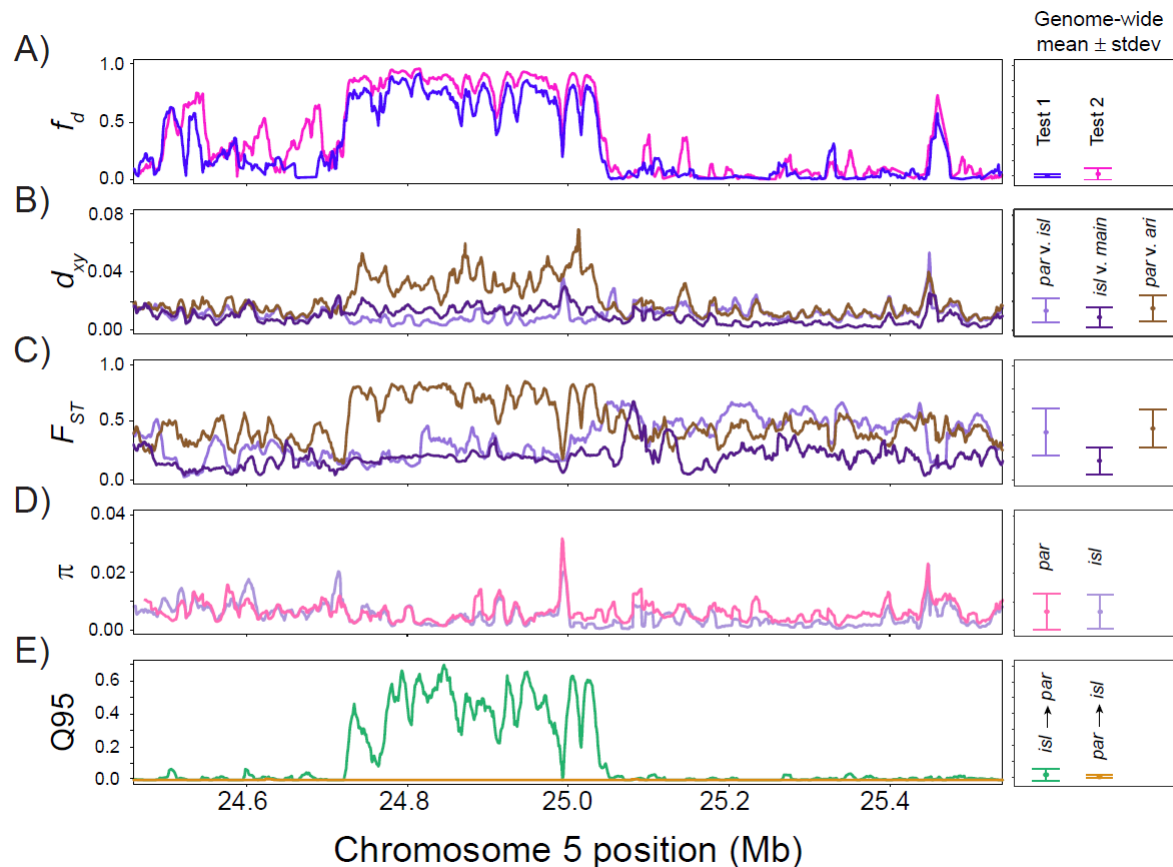 Genome-wide
mean ± stdev
A)
1.0
0.5
0.0
f_d
Test 1
Test 2
B)
0.08
0.04
0.00
d_xy
par v. isl
isl v. main
par v. ari
C)
1.0
0.5
0.0
F_ST
D)
0.04
0.02
0.00
π
par
isl
E)
0.6
0.4
0.2
0.0
Q95
isl → par
par → isl
24.6 24.8 25.0 25.2 25.4
Chromosome 5 position (Mb)